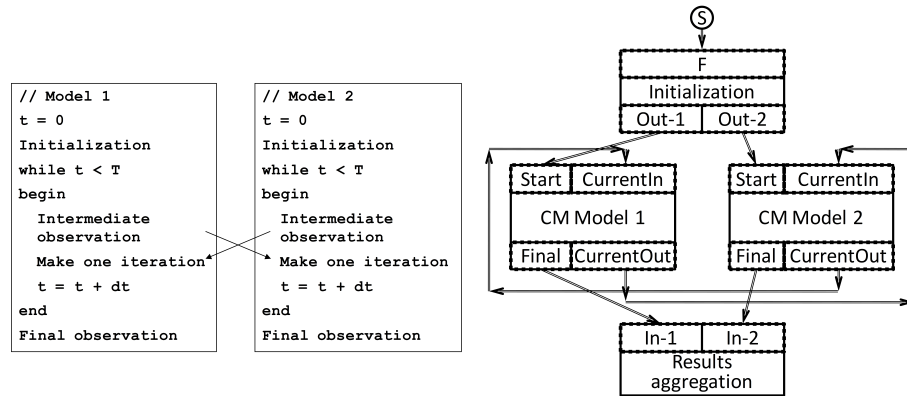 // Model 1
t = 0
Initialization
while t < T
begin
Intermediate
observation
Make one iteration
t = t + dt
end
Final observation
// Model 2
t = 0
Initialization
while t < T
begin
Intermediate
observation
Make one iteration
t = t + dt
end
Final observation
S
F
Initialization
Out-1 Out-2
Start CurrentIn
CM Model 1
Final CurrentOut
Start CurrentIn
CM Model 2
Final CurrentOut
In-1 In-2
Results
aggregation